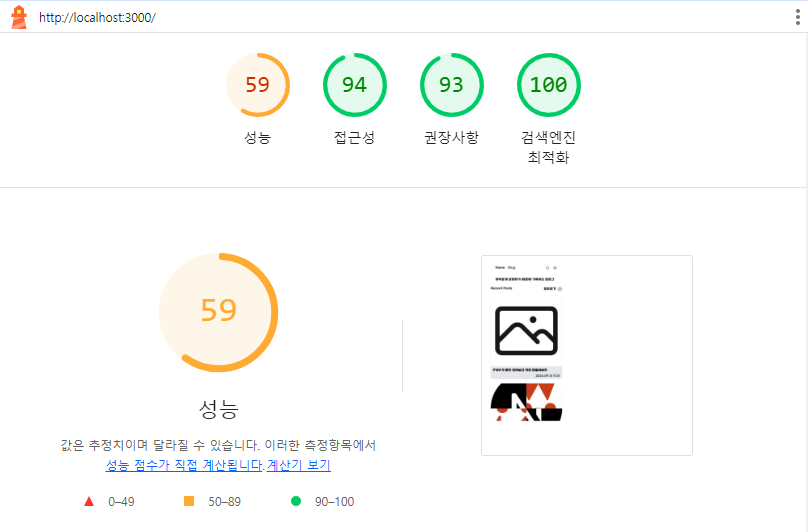 http://localhost:3000/
59
94
93
100
성능
접근성
권장사항
검색엔진
최적화
59
성능
값은 추정치이며 달라질 수 있습니다. 이러한 측정항목에서
성능 점수가 직접 계산됩니다. 계산기 보기
0–49
50–89
90–100
Home
Blog
Recent Posts